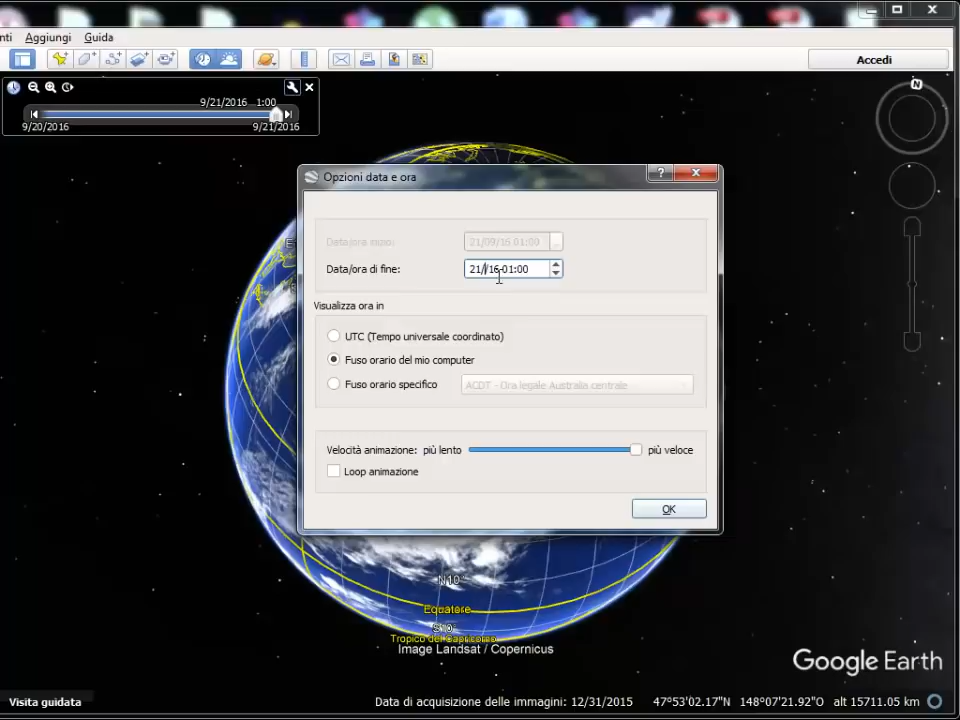 nti Aggiungi Guida
Accedi
9/21/2016 1:00
9/20/2016 9/21/2016
N
Opzioni data e ora
Data/ora inizio: 21/09/16 01:00
Data/ora di fine: 21//16 01:00
Visualizza ora in
UTC (Tempo universale coordinato)
Fuso orario del mio computer
Fuso orario specifico ACDT - Ora legale Australia centrale
Velocità animazione: più lento più veloce
Loop animazione
OK
N10°
Equatore
S10°
Tropico del Capricorno
Image Landsat / Copernicus
Google Earth
Visita guidata Data di acquisizione delle immagini: 12/31/2015 47°53'02.17"N 148°07'21.92"O alt 15711.05 km